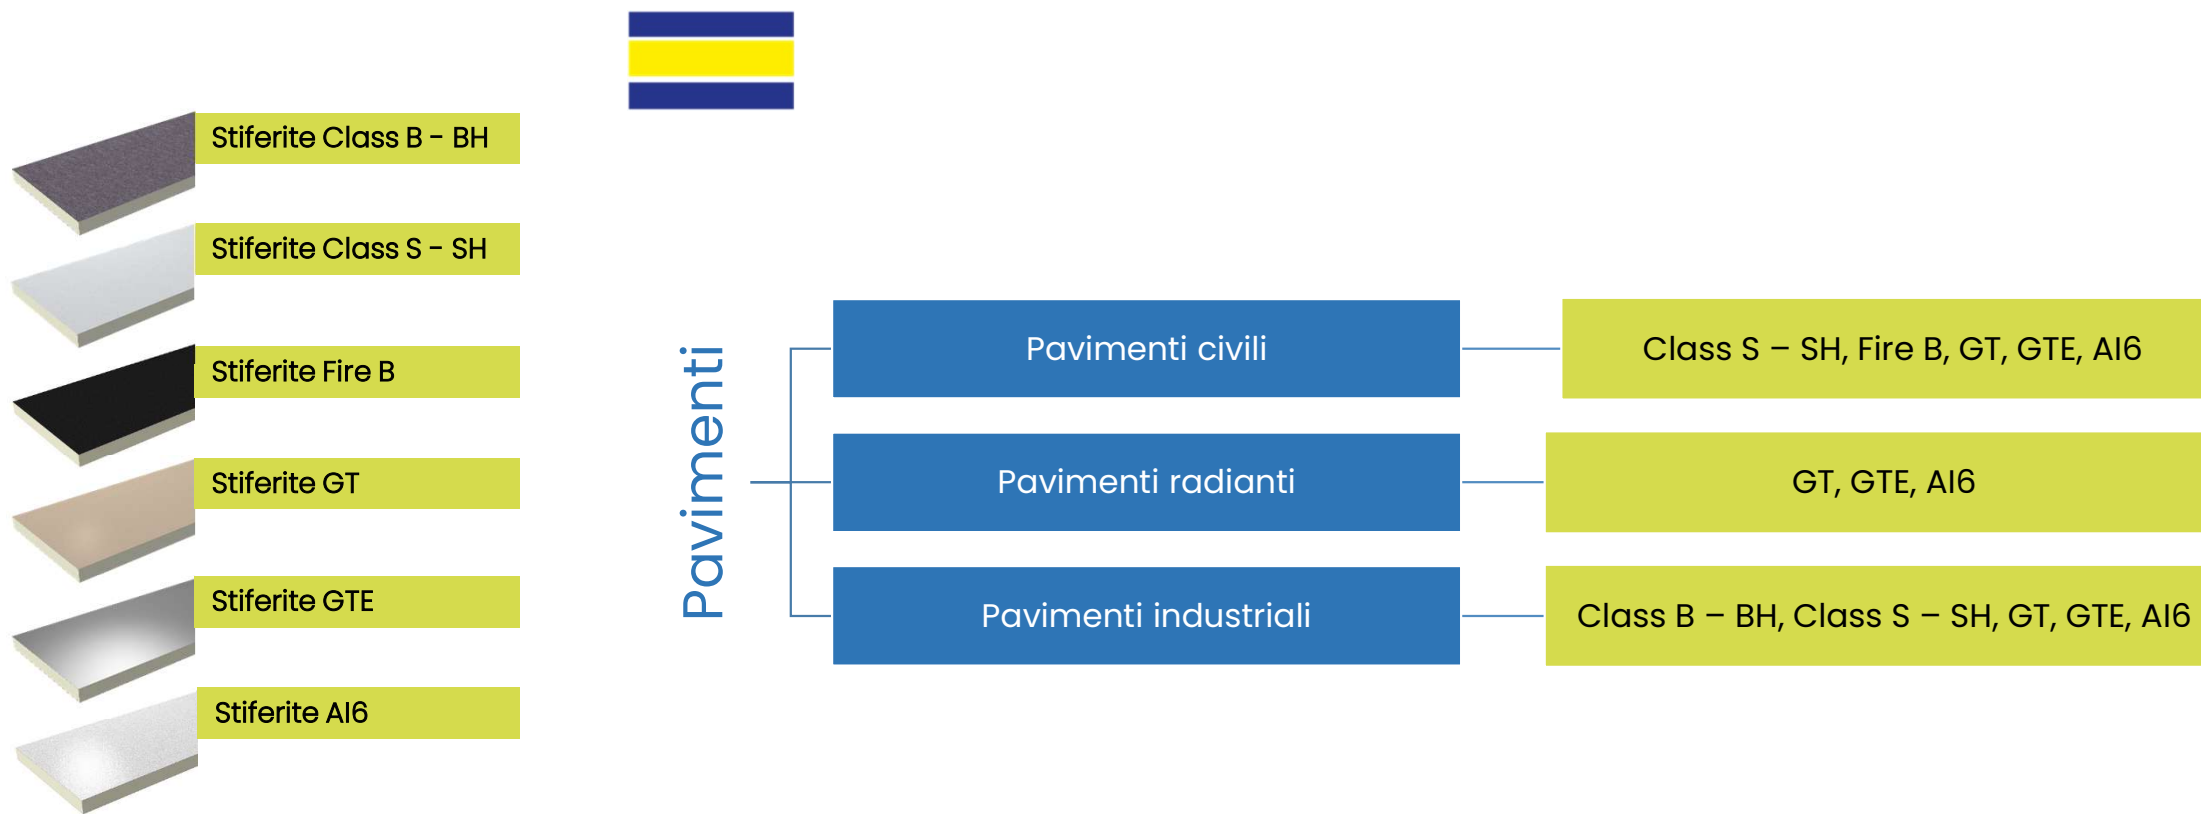 Stiferite Class B - BH
Stiferite Class S - SH
Stiferite Fire B
Stiferite GT
Stiferite GTE
Stiferite AI6
Pavimenti
Pavimenti civili
Class S – SH, Fire B, GT, GTE, AI6
Pavimenti radianti
GT, GTE, AI6
Pavimenti industriali
Class B – BH, Class S – SH, GT, GTE, AI6